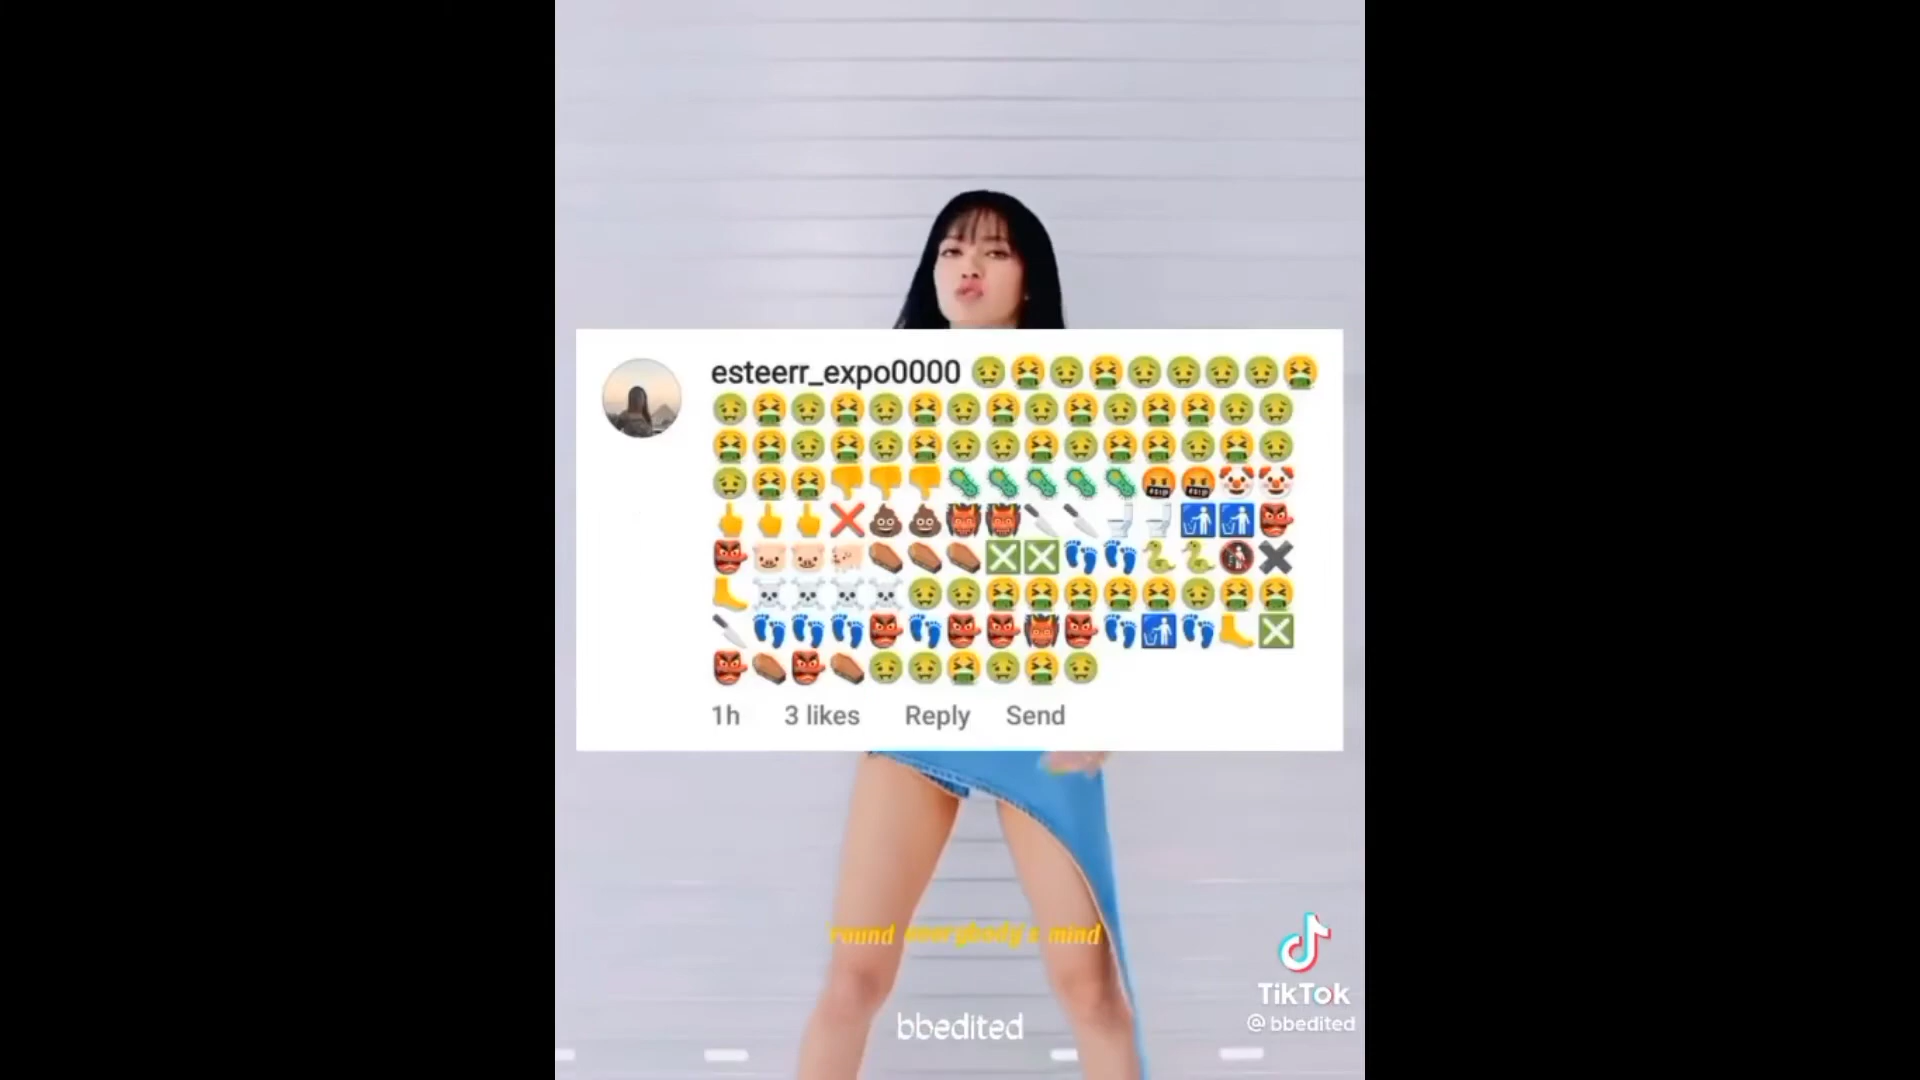 esteerr_expo0000 🤢🤮🤢🤮🤢🤢🤢🤢🤮
🤢🤮🤢🤮🤢🤮🤢🤮🤢🤮🤢🤮🤮🤢🤢
🤮🤮🤢🤮🤢🤮🤢🤢🤮🤢🤮🤮🤢🤮🤢
🤢🤮🤮👎👎👎🦠🦠🦠🦠🦠🤬🤬🤡🤡
🖕🖕🖕❌💩💩👹👹🔪🔪🚽🚽🚮🚮👺
👺🐷🐷🐖⚰️⚰️⚰️❎❎👣👣🐍🐍🚯✖️
🦶☠️☠️☠️☠️🤢🤢🤮🤮🤮🤮🤮🤢🤮🤮
🔪👣👣👣👺👣👺👺👹👺👣🚮👣🦶❎
👺⚰️👺⚰️🤢🤢🤮🤢🤮🤢
1h 3 likes Reply Send
'round everybody's mind
bbedited
TikTok
@bbedited